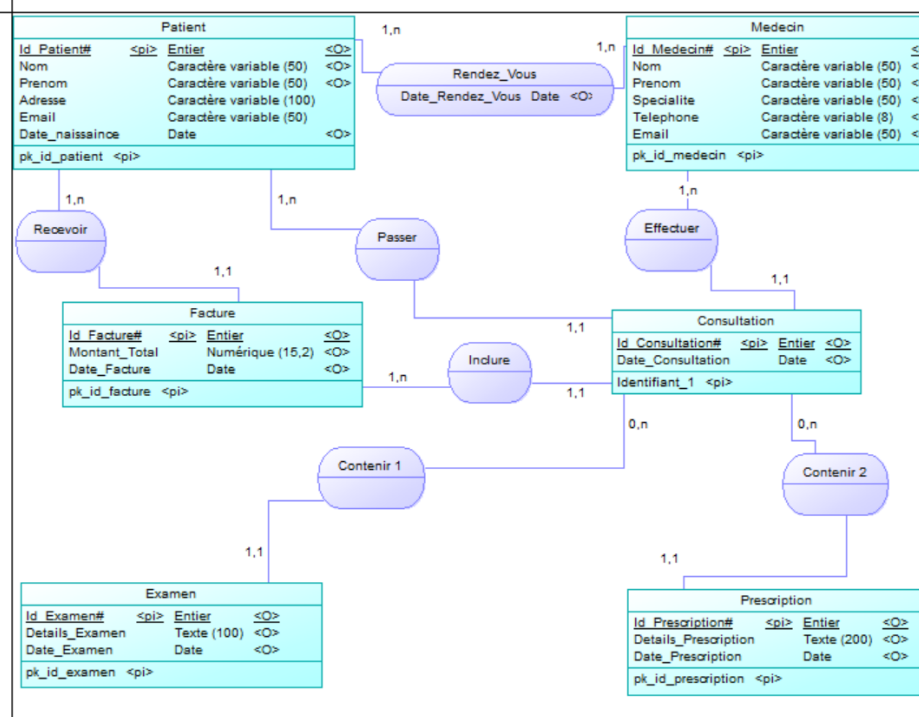 Patient
Id_Patient# <pi> Entier <O>
Nom Caractère variable (50) <O>
Prenom Caractère variable (50) <O>
Adresse Caractère variable (100)
Email Caractère variable (50)
Date_naissaince Date <O>
pk_id_patient <pi>
1,n
1,n
Rendez_Vous
Date_Rendez_Vous Date <O>
Medecin
Id_Medecin# <pi> Entier <
Nom Caractère variable (50) <
Prenom Caractère variable (50) <
Specialite Caractère variable (50) <
Telephone Caractère variable (8) <
Email Caractère variable (50) <
pk_id_medecin <pi>
1,n
1,n
1,n
Recevoir
Passer
Effectuer
1,1
1,1
Facture
Id_Facture# <pi> Entier <O>
Montant_Total Numérique (15,2) <O>
Date_Facture Date <O>
pk_id_facture <pi>
1,1
Consultation
Id_Consultation# <pi> Entier <O>
Date_Consultation Date <O>
Identifiant_1 <pi>
Inclure
1,n
1,1
0,n
0,n
Contenir 1
Contenir 2
1,1
1,1
Examen
Id_Examen# <pi> Entier <O>
Details_Examen Texte (100) <O>
Date_Examen Date <O>
pk_id_examen <pi>
Prescription
Id_Prescription# <pi> Entier <O>
Details_Prescription Texte (200) <O>
Date_Prescription Date <O>
pk_id_prescription <pi>